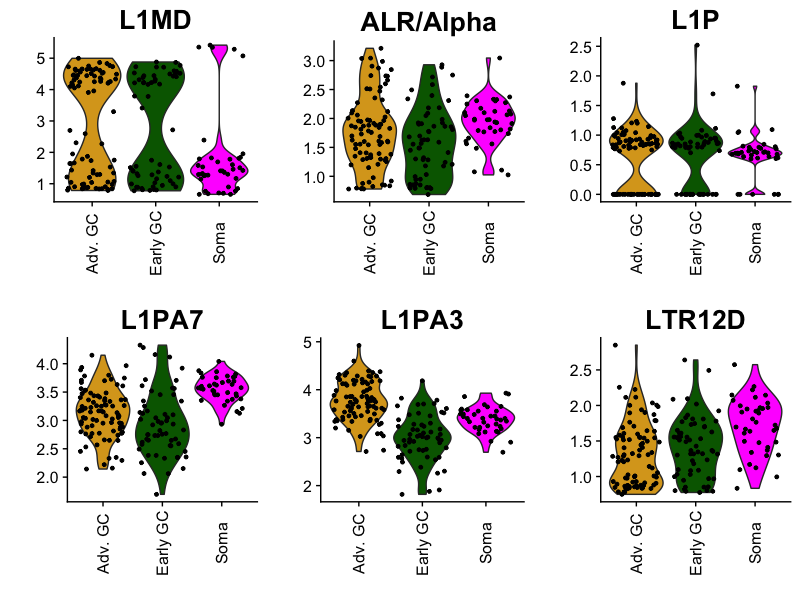 L1MD
ALR/Alpha
L1P
5
4
3
2
1
3.0
2.5
2.0
1.5
1.0
2.5
2.0
1.5
1.0
0.5
0.0
Adv. GC
Early GC
Soma
Adv. GC
Early GC
Soma
Adv. GC
Early GC
Soma
L1PA7
L1PA3
LTR12D
4.0
3.5
3.0
2.5
2.0
5
4
3
2
2.5
2.0
1.5
1.0
Adv. GC
Early GC
Soma
Adv. GC
Early GC
Soma
Adv. GC
Early GC
Soma